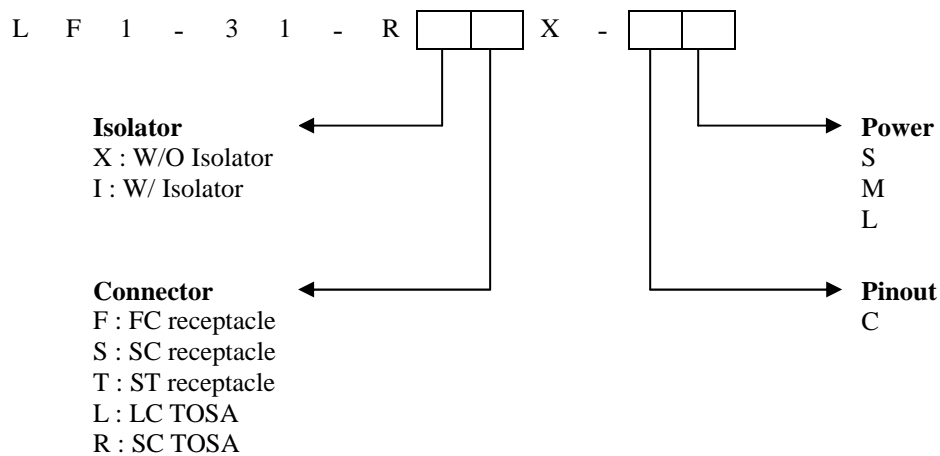 L F 1 - 3 1 - R X -
Isolator
X : W/O Isolator
I : W/ Isolator
Power
S
M
L
Connector
F : FC receptacle
S : SC receptacle
T : ST receptacle
L : LC TOSA
R : SC TOSA
Pinout
C